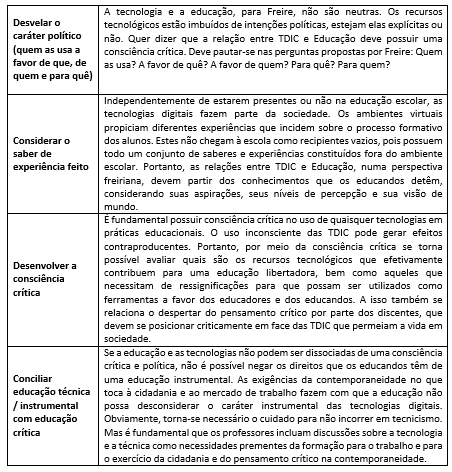 Desvelar o
caráter político
(quem as usa a
favor de que, de
quem e para quê)
A tecnologia e a educação, para Freire, não são neutras. Os recursos
tecnológicos estão imbuídos de intenções políticas, estejam elas explícitas ou
não. Quer dizer que a relação entre TDIC e Educação deve possuir uma
consciência crítica. Deve pautar-se nas perguntas propostas por Freire: Quem
as usa? A favor de quê? A favor de quem? Para quê? Para quem?
Considerar o
saber de
experiência feito
Independentemente de estarem presentes ou não na educação escolar, as
tecnologias digitais fazem parte da sociedade. Os ambientes virtuais
propiciam diferentes experiências que incidem sobre o processo formativo
dos alunos. Estes não chegam à escola como recipientes vazios, pois possuem
todo um conjunto de saberes e experiências constituídos fora do ambiente
escolar. Portanto, as relações entre TDIC e Educação, numa perspectiva
freiriana, devem partir dos conhecimentos que os educandos detêm,
considerando suas aspirações, seus níveis de percepção e sua visão de
mundo.
Desenvolver a
consciência
crítica
É fundamental possuir consciência crítica no uso de quaisquer tecnologias em
práticas educacionais. O uso inconsciente das TDIC pode gerar efeitos
contraproducentes. Portanto, por meio da consciência crítica se torna
possível avaliar quais são os recursos tecnológicos que efetivamente
contribuem para uma educação libertadora, bem como aqueles que
necessitam de ressignificações para que possam ser utilizados como
ferramentas a favor dos educadores e dos educandos. A isso também se
relaciona o despertar do pensamento crítico por parte dos discentes, que
devem se posicionar criticamente em face das TDIC que permeiam a vida em
sociedade.
Conciliar
educação técnica
/ instrumental
com educação
crítica
Se a educação e as tecnologias não podem ser dissociadas de uma consciência
crítica e política, não é possível negar os direitos que os educandos têm de
uma educação instrumental. As exigências da contemporaneidade no que
toca à cidadania e ao mercado de trabalho fazem com que a educação não
possa desconsiderar o caráter instrumental das tecnologias digitais.
Obviamente, torna-se necessário o cuidado para não incorrer em tecnicismo.
Mas é fundamental que os professores incluam discussões sobre a tecnologia
e a técnica como necessidades prementes da formação para o trabalho e para
o exercício da cidadania e do pensamento crítico na contemporaneidade.